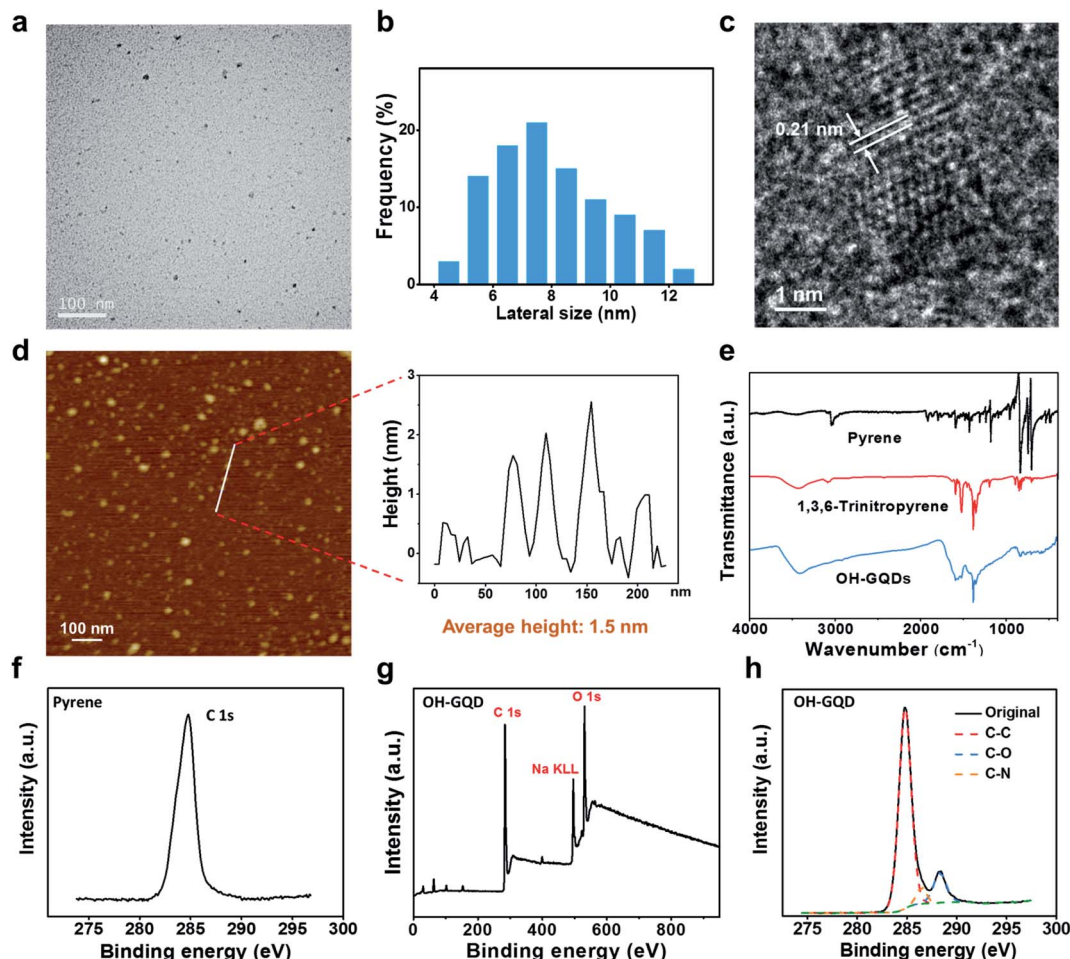 a
100 nm
b
Frequency (%)
20
10
0
4 6 8 10 12
Lateral size (nm)
c
0.21 nm
1 nm
d
100 nm
Height (nm)
3
2
1
0
0 50 100 150 200 nm
Average height: 1.5 nm
e
Transmittance (a.u.)
Pyrene
1,3,6-Trinitropyrene
OH-GQDs
4000 3000 2000 1000
Wavenumber (cm⁻¹)
f
Pyrene
C 1s
Intensity (a.u.)
275 280 285 290 295 300
Binding energy (eV)
g
OH-GQD
C 1s
O 1s
Na KLL
Intensity (a.u.)
0 200 400 600 800
Binding energy (eV)
h
OH-GQD
Original
C-C
C-O
C-N
Intensity (a.u.)
275 280 285 290 295 300
Binding energy (eV)